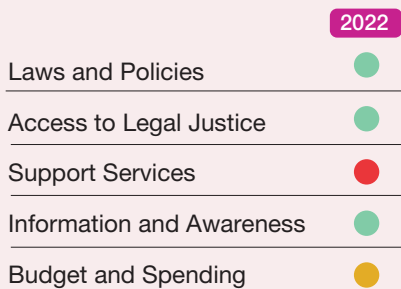 2022
Laws and Policies
Access to Legal Justice
Support Services
Information and Awareness
Budget and Spending